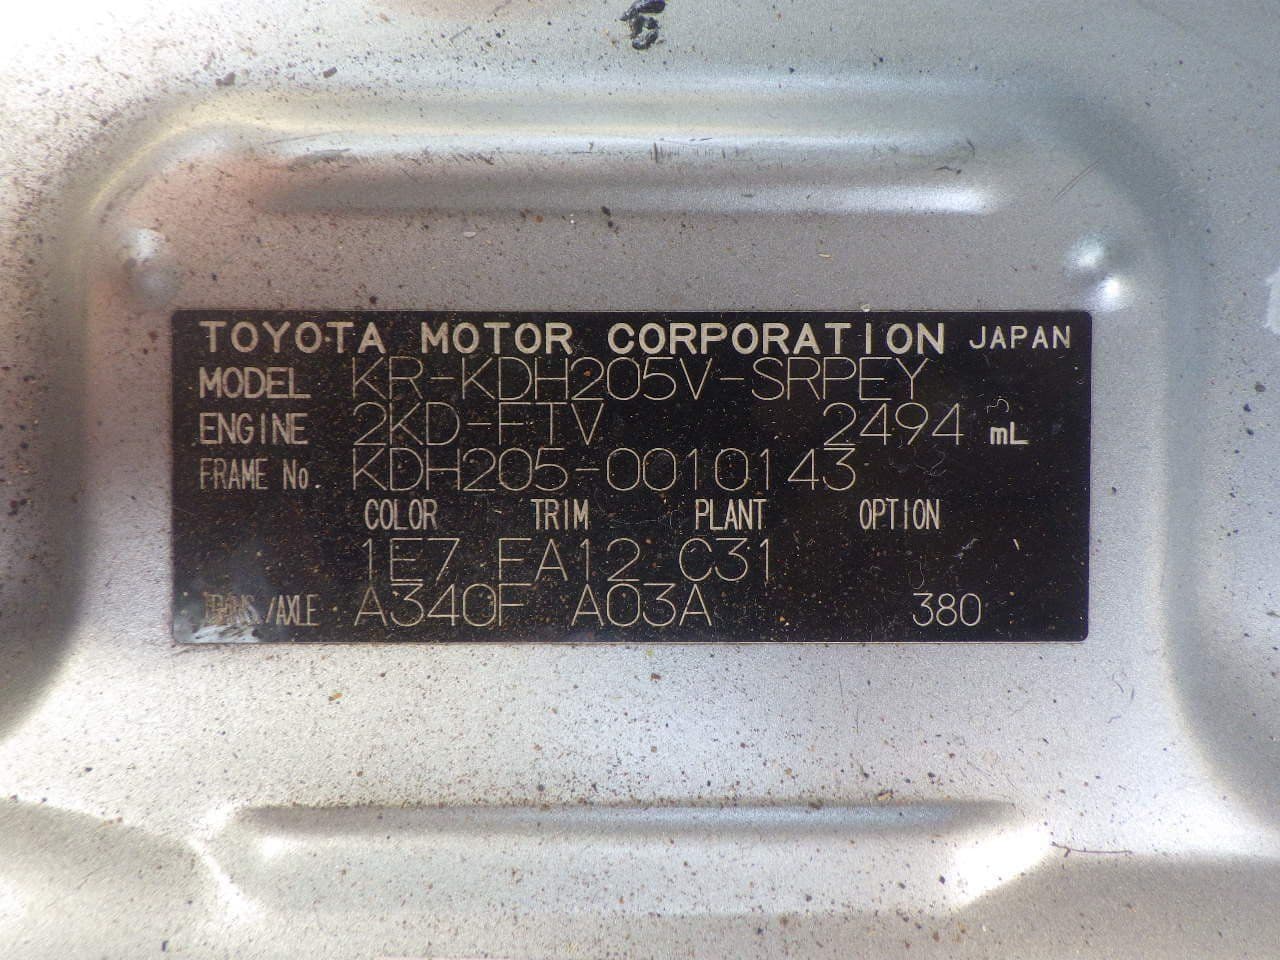 TOYOTA MOTOR CORPORATION JAPAN
MODEL KR-KDH205V-SRPEY
ENGINE 2KD-FTV 2494 mL
FRAME No. KDH205-0010143
COLOR TRIM PLANT OPTION
1E7 FA12 C31
TRANS./AXLE A340F A03A 380